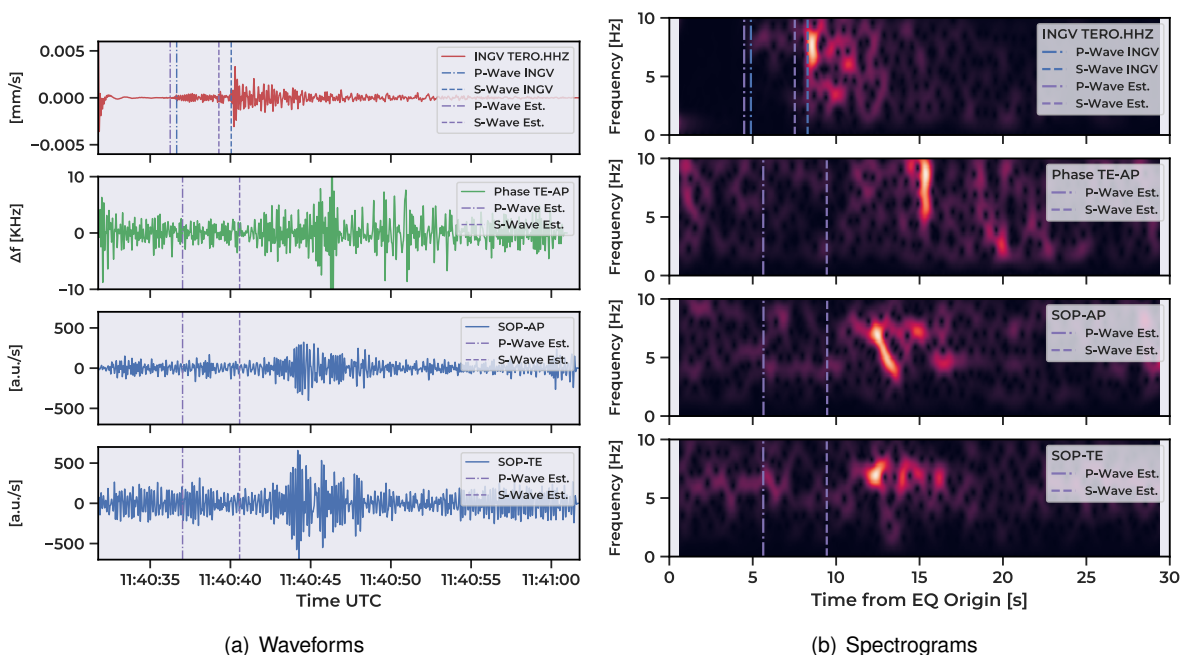 0.005
0.000
−0.005
[mm/s]
INGV TERO.HHZ
P-Wave INGV
S-Wave INGV
P-Wave Est.
S-Wave Est.
10
0
−10
Δf [KHz]
Phase TE-AP
P-Wave Est.
S-Wave Est.
500
0
−500
[a.u./s]
SOP-AP
P-Wave Est.
S-Wave Est.
500
0
−500
[a.u./s]
SOP-TE
P-Wave Est.
S-Wave Est.
11:40:35 11:40:40 11:40:45 11:40:50 11:40:55 11:41:00
Time UTC
(a) Waveforms
10
5
0
Frequency [Hz]
INGV TERO.HHZ
P-Wave INGV
S-Wave INGV
P-Wave Est.
S-Wave Est.
10
5
0
Frequency [Hz]
Phase TE-AP
P-Wave Est.
S-Wave Est.
10
5
0
Frequency [Hz]
SOP-AP
P-Wave Est.
S-Wave Est.
10
5
0
Frequency [Hz]
SOP-TE
P-Wave Est.
S-Wave Est.
0 5 10 15 20 25 30
Time from EQ Origin [s]
(b) Spectrograms